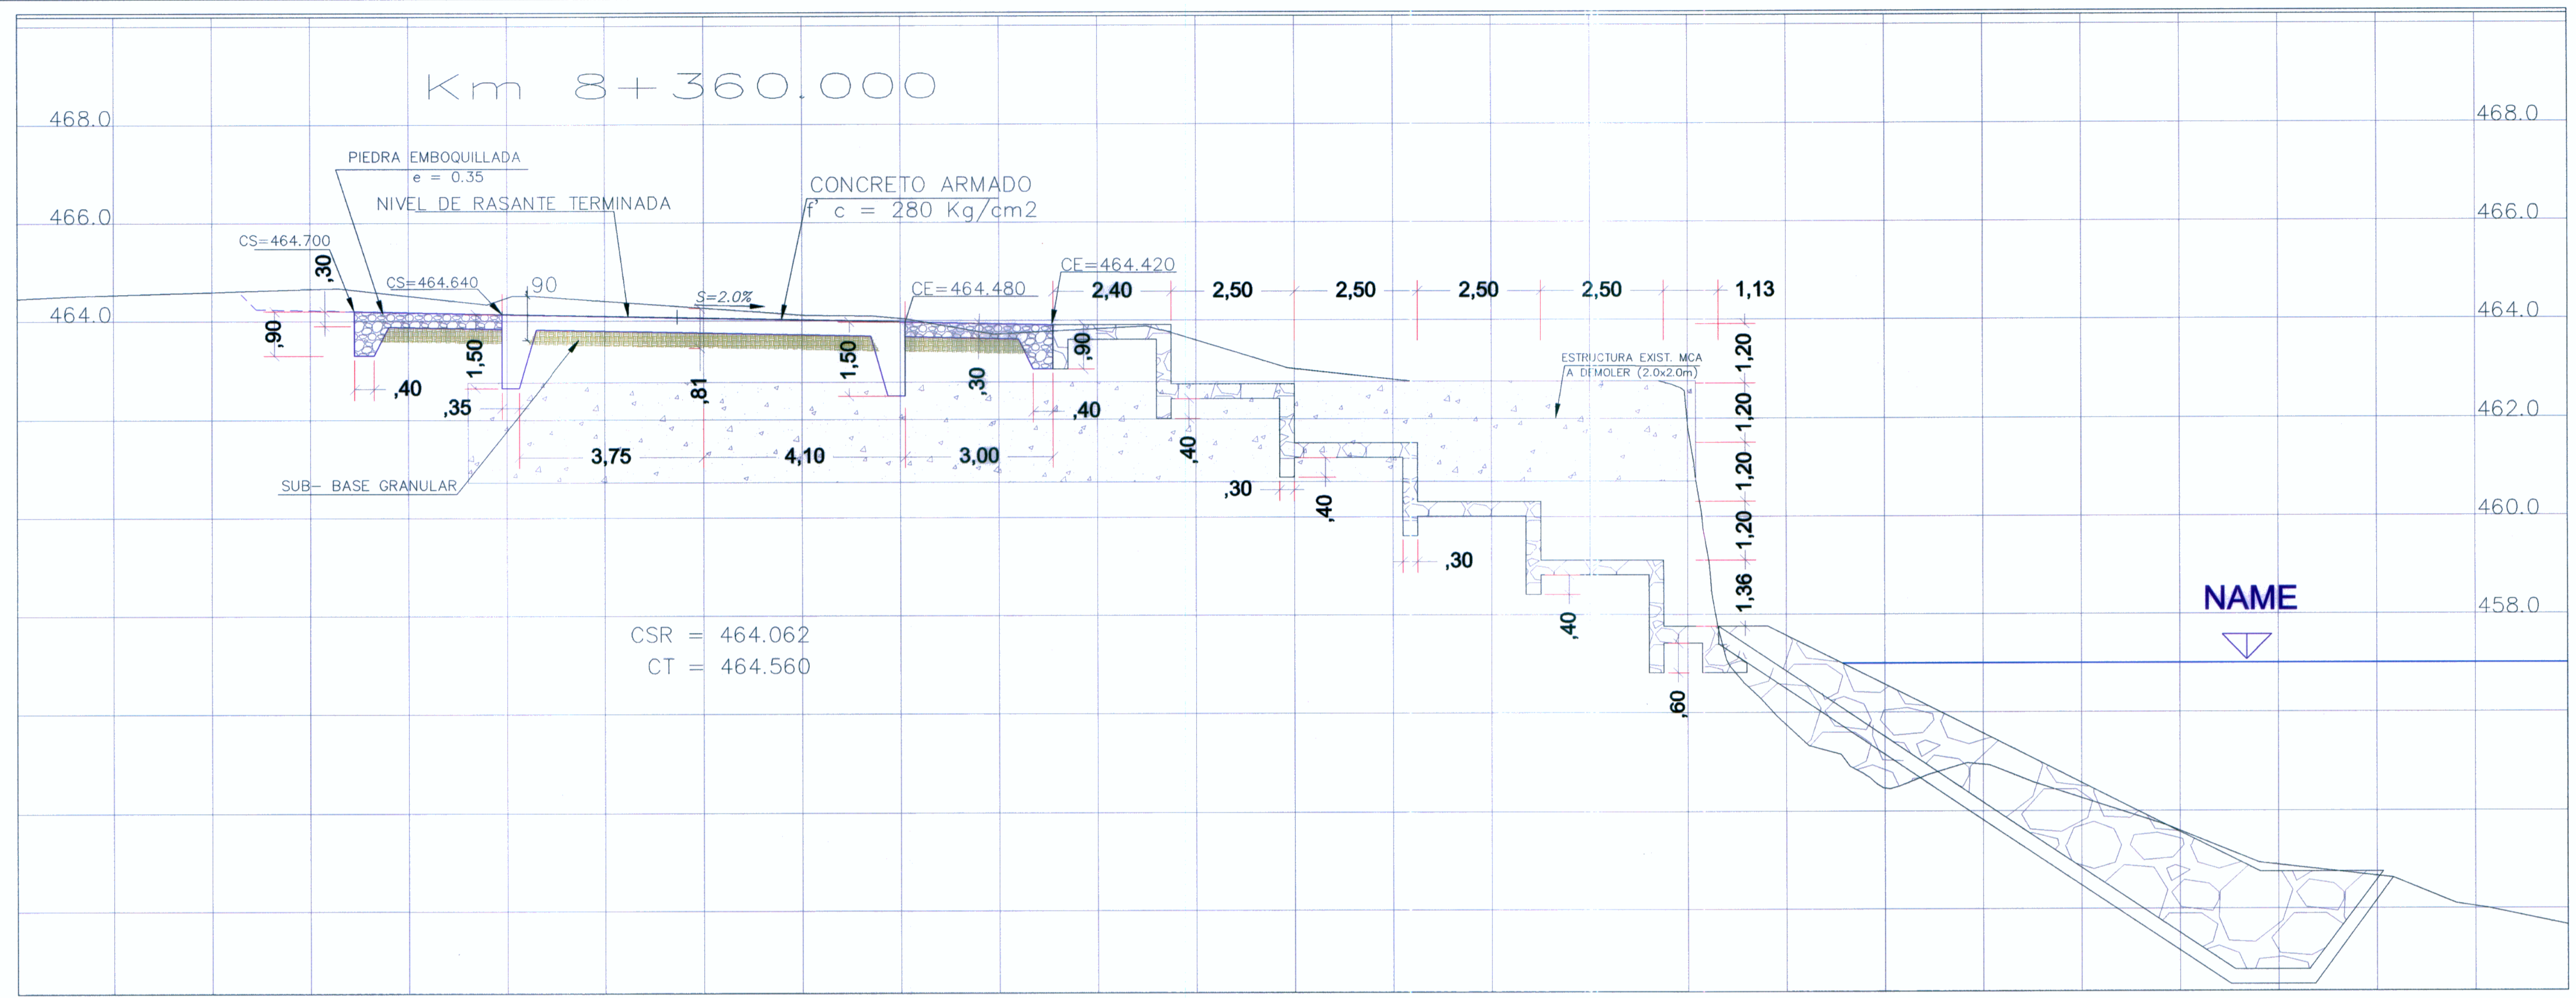 Km 8+360.000
468.0
468.0
PIEDRA EMBOQUILLADA
e = 0.35
CONCRETO ARMADO
f' c = 280 Kg/cm2
NIVEL DE RASANTE TERMINADA
466.0
466.0
CS=464.700
,30
CS=464.640
90
S=2.0%
CE=464.480
CE=464.420
2,40
2,50
2,50
2,50
2,50
1,13
464.0
464.0
,90
1,50
1,50
,90
1,20
ESTRUCTURA EXIST. MCA
A DEMOLER (2.0x2.0m)
,40
,35
,81
,30
,40
1,20
462.0
462.0
3,75
4,10
3,00
,40
1,20
SUB- BASE GRANULAR
,30
,40
1,20
460.0
460.0
,30
1,36
NAME
458.0
,40
CSR = 464.062
CT = 464.560
,60